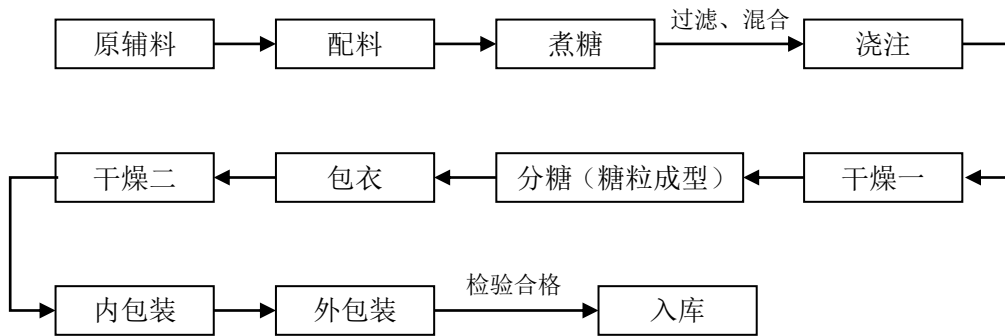 原辅料
配料
煮糖
过滤、混合
浇注
干燥一
分糖（糖粒成型）
包衣
干燥二
内包装
外包装
检验合格
入库